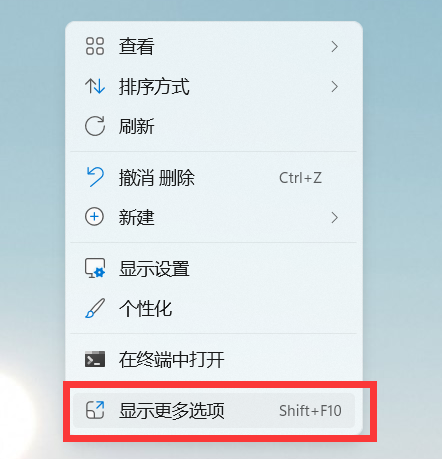 查看
排序方式
刷新
撤消 删除 Ctrl+Z
新建
显示设置
个性化
在终端中打开
显示更多选项 Shift+F10